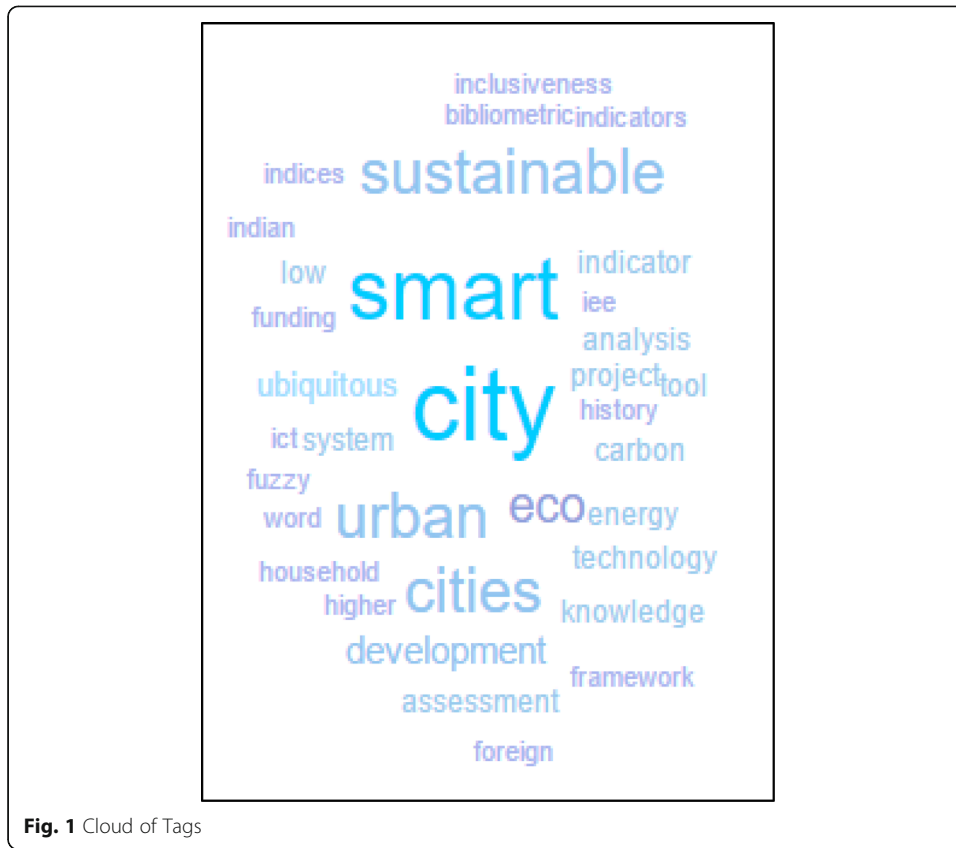 inclusiveness
bibliometric indicators
indices sustainable
indian
low smart indicator
funding iee
analysis
ubiquitous city project tool
history
ict system carbon
fuzzy
word urban eco energy
technology
household cities
higher knowledge
development
framework
assessment
foreign
Fig. 1 Cloud of Tags